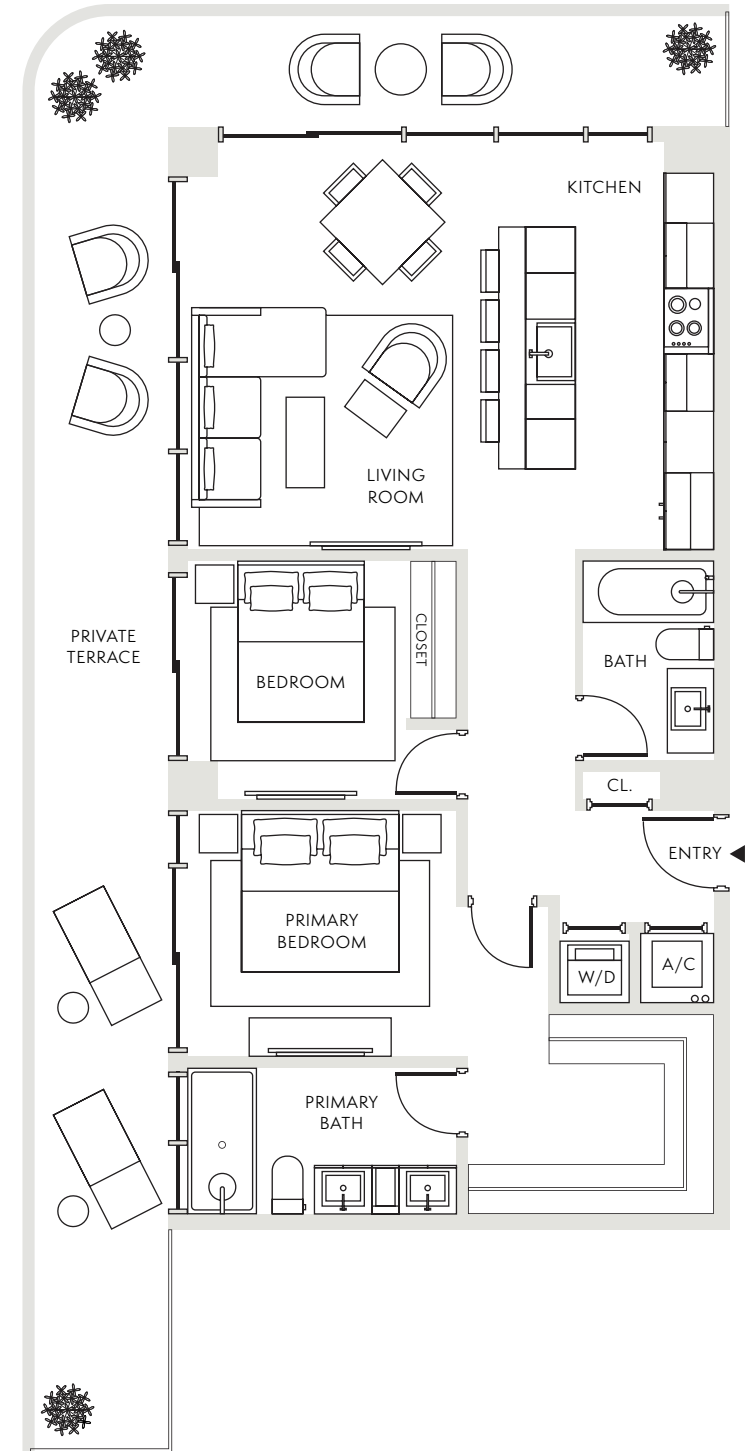 KITCHEN
LIVING
ROOM
PRIVATE
TERRACE
BEDROOM
CLOSET
BATH
CL.
ENTRY
PRIMARY
BEDROOM
W/D
A/C
PRIMARY
BATH